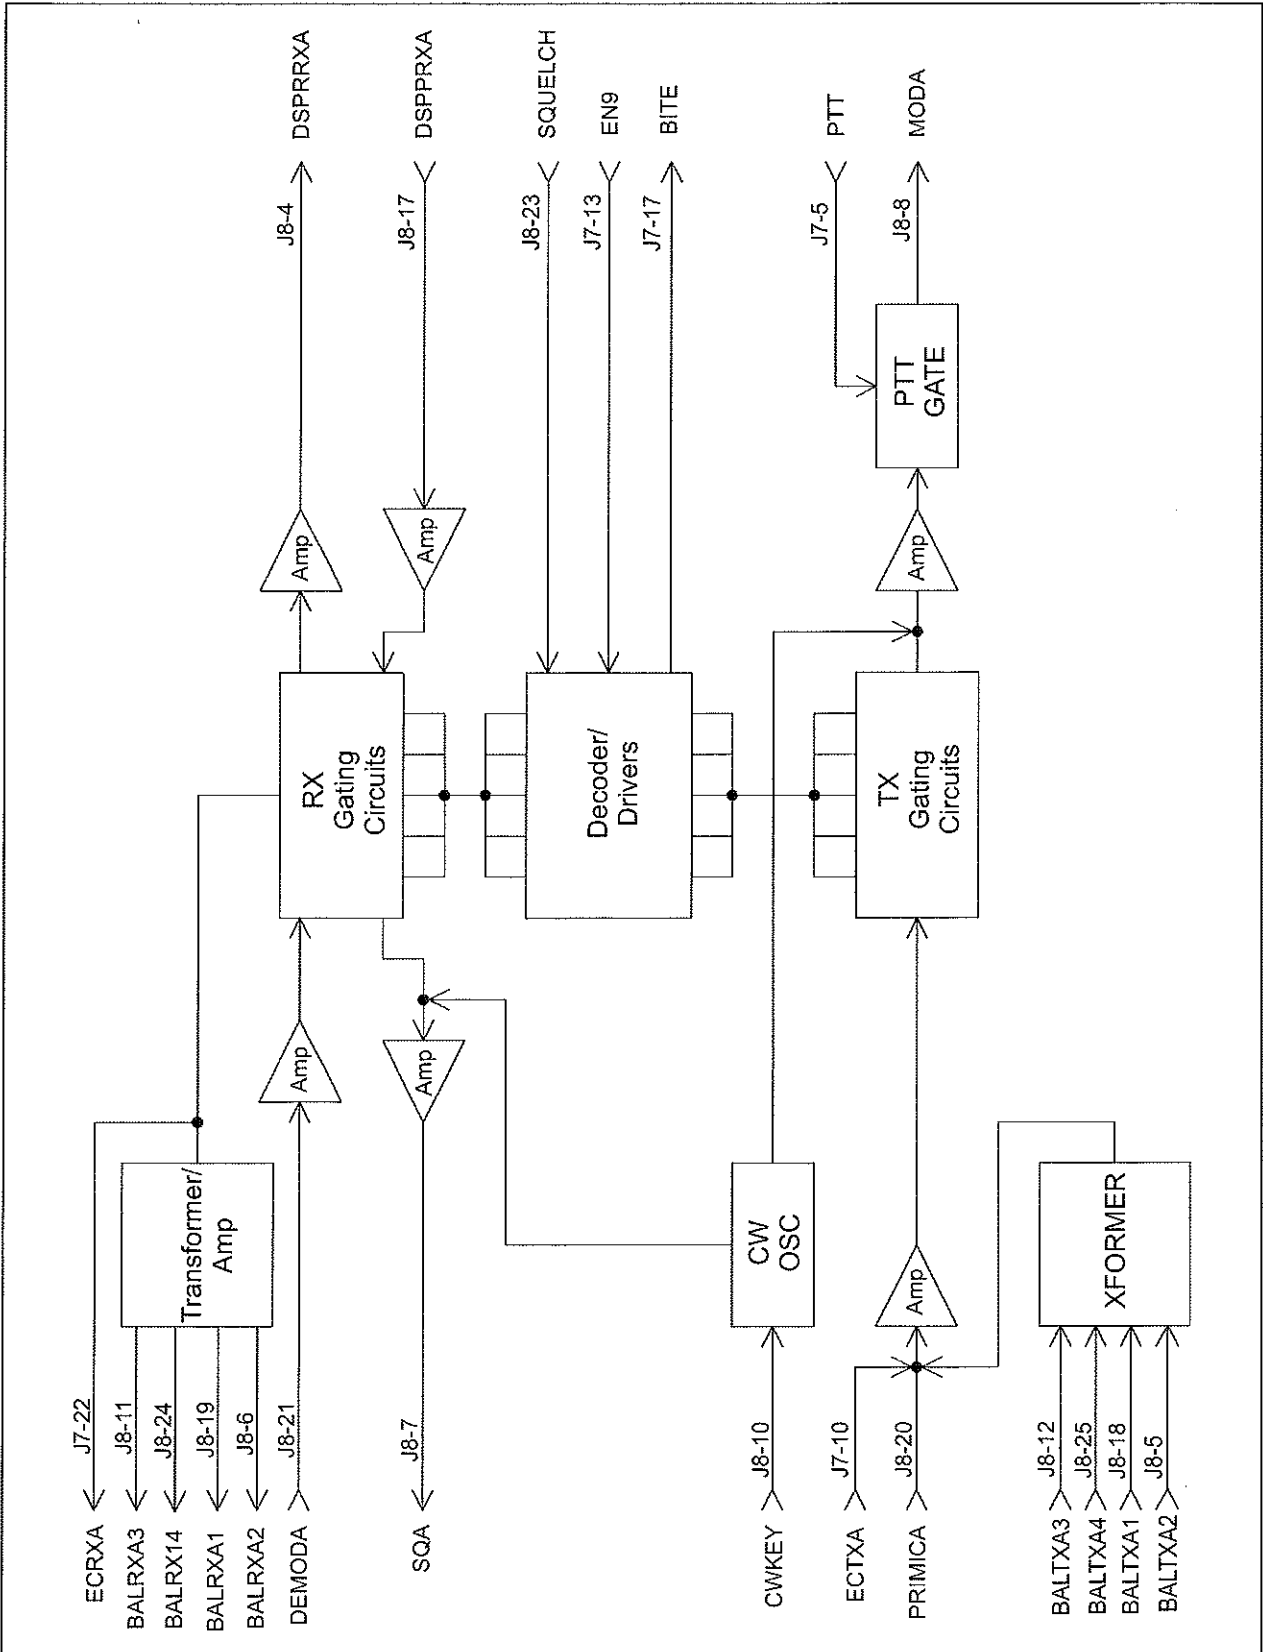 ECRXA
J7-22
BALRXA3
J8-11
BALRX14
J8-24
BALRXA1
J8-19
BALRXA2
J8-6
DEMODA
J8-21
Transformer/
Amp
Amp
RX
Gating
Circuits
Amp
J8-4
DSPRRXA
Amp
J8-17
DSPPRXA
SQA
J8-7
Amp
Decoder/
Drivers
J8-23
SQUELCH
J7-13
EN9
J7-17
BITE
CWKEY
J8-10
CW
OSC
ECTXA
J7-10
PRIMICA
J8-20
Amp
TX
Gating
Circuits
Amp
PTT
GATE
J7-5
PTT
J8-8
MODA
BALTXA3
J8-12
BALTXA4
J8-25
BALTXA1
J8-18
BALTXA2
J8-5
XFORMER